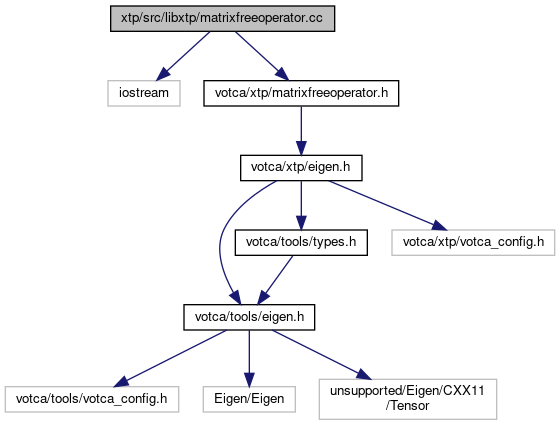 xtp/src/libxtp/matrixfreeoperator.cc
iostream
votca/xtp/matrixfreeoperator.h
votca/xtp/eigen.h
votca/tools/types.h
votca/xtp/votca_config.h
votca/tools/eigen.h
votca/tools/votca_config.h
Eigen/Eigen
unsupported/Eigen/CXX11
/Tensor